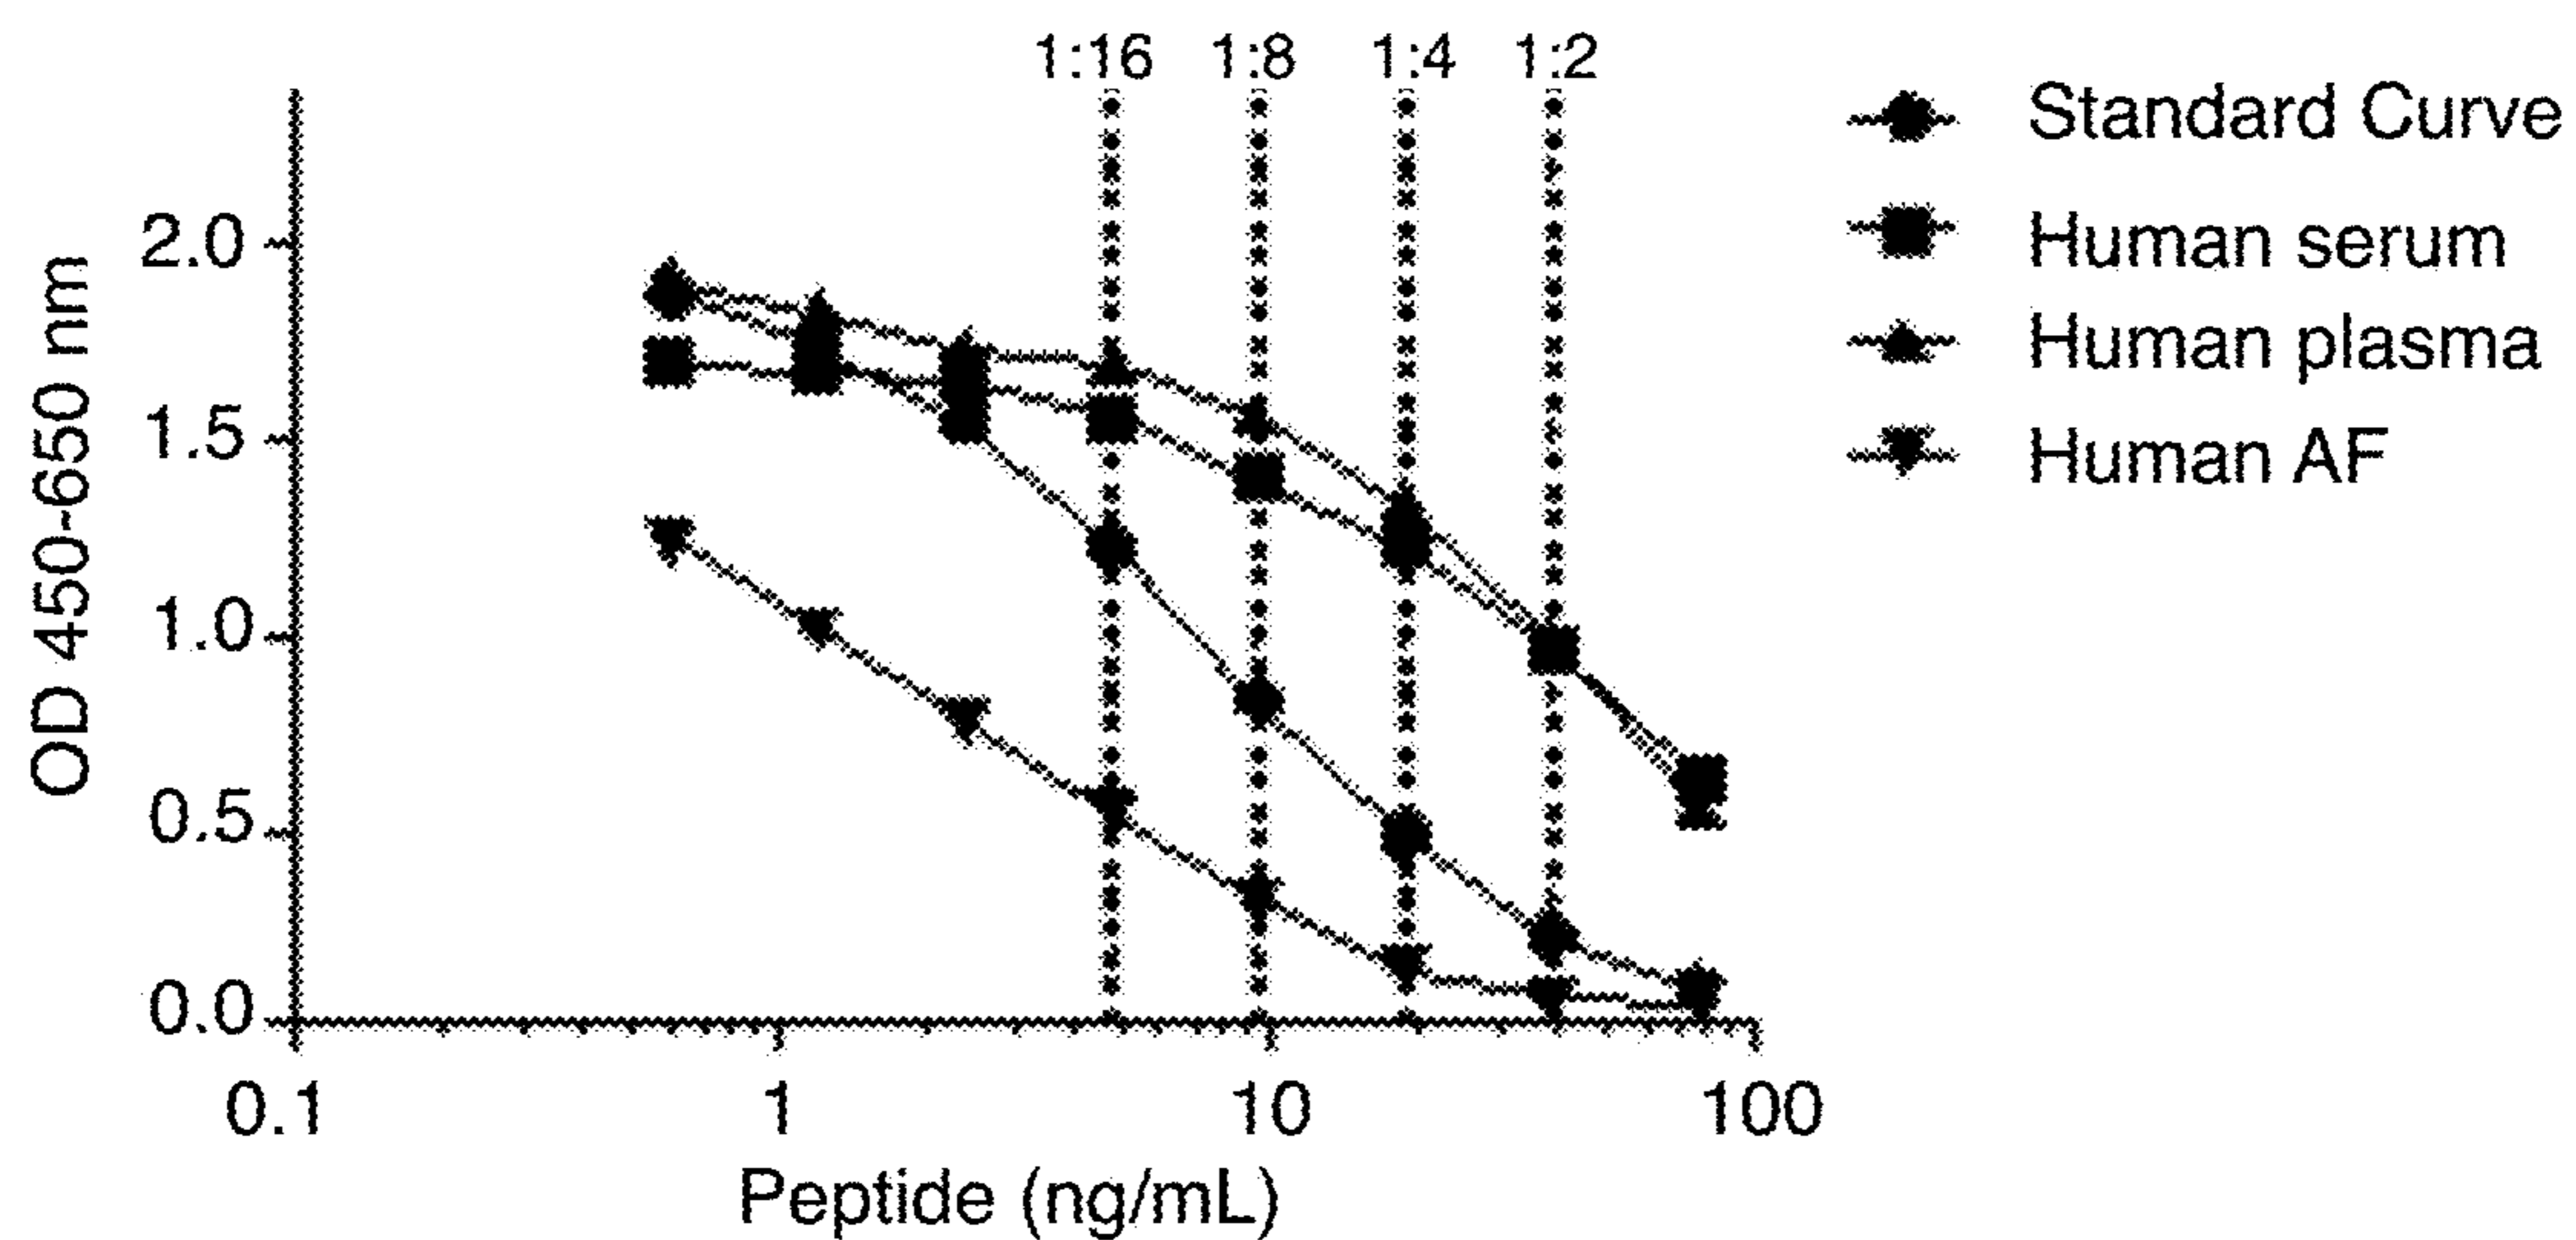 1:16 1:8 1:4 1:2
Standard Curve
Human serum
Human plasma
Human AF
OD 450-650 nm
2.0
1.5
1.0
0.5
0.0
0.1 1 10 100
Peptide (ng/mL)